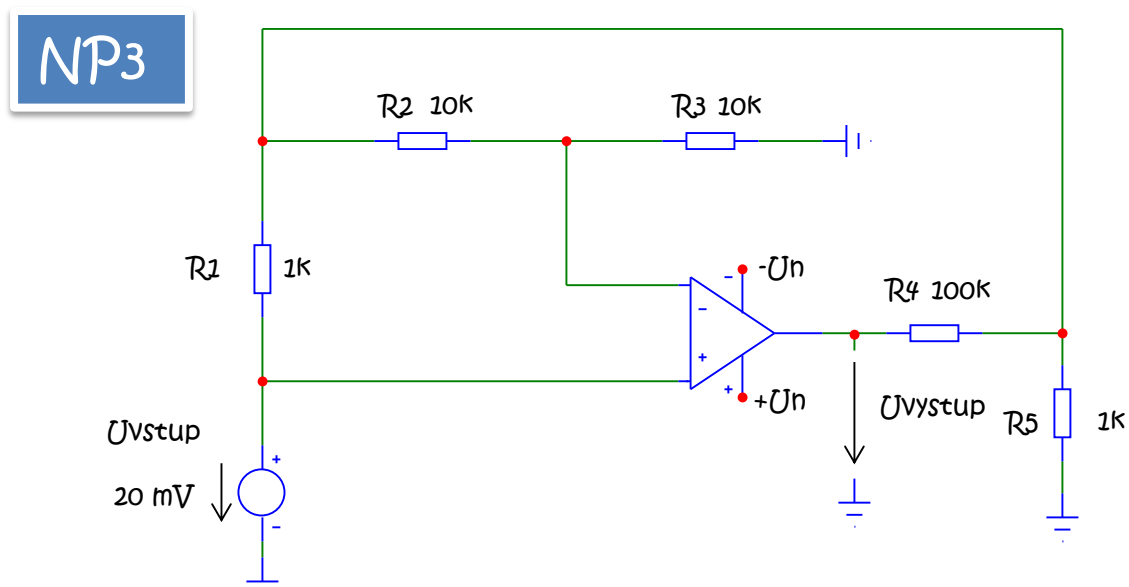 NP3
R2 10k
R3 10k
R1 1k
-Un
R4 100k
+Un
Uvystup
R5 1k
Uvstup
20 mV